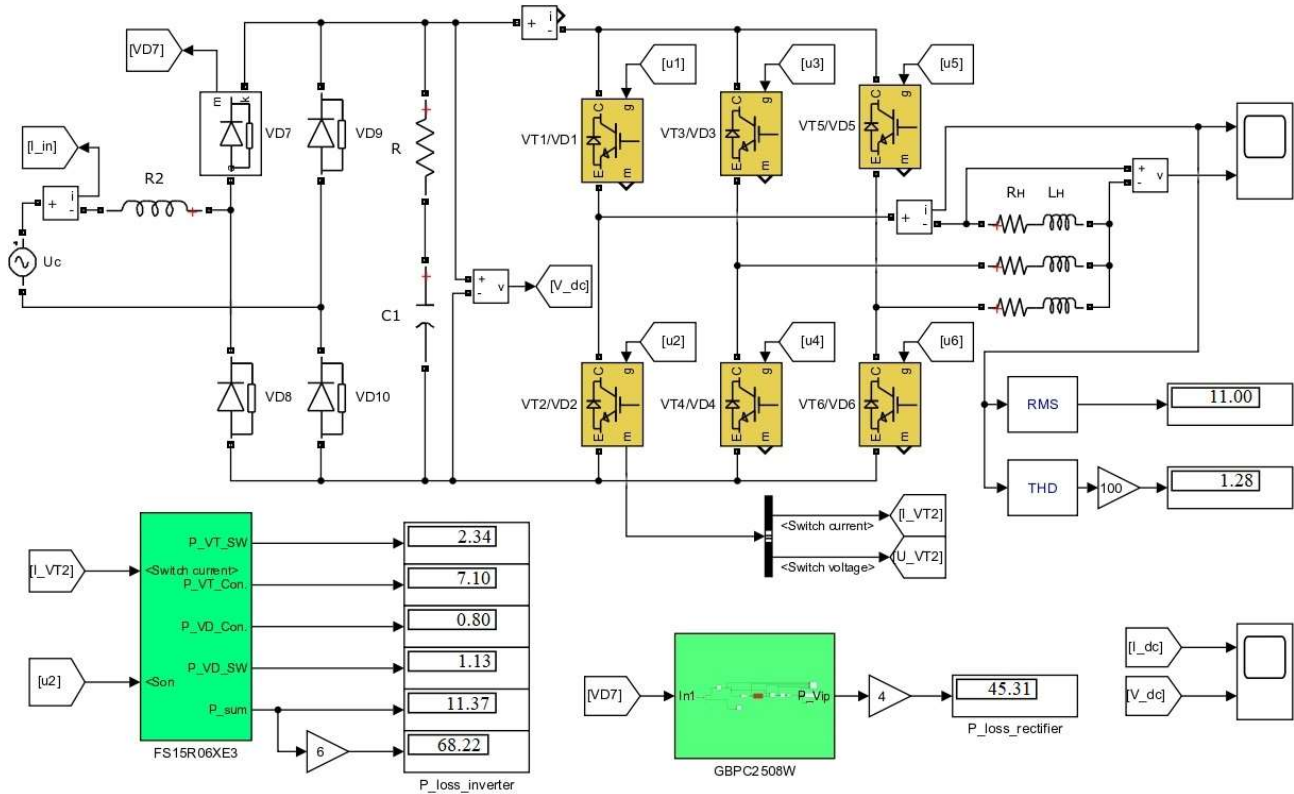 + i -
[VD7]
m k
VD7
a
VD9
[I_in]
+ i -
R2
Uc
R
C1
+ - v
[V_dc]
VD8
VD10
[u1]
C g
VT1/VD1
E m
[u3]
C g
VT3/VD3
E m
[u5]
C g
VT5/VD5
E m
+ i -
RH LH
+ - v
[u2]
C g
VT2/VD2
E m
[u4]
C g
VT4/VD4
E m
[u6]
C g
VT6/VD6
E m
RMS
11.00
THD
100
1.28
<Switch current>
[I_VT2]
<Switch voltage>
[U_VT2]
[I_VT2]
<Switch current>
[u2]
<Son
P_VT_SW
2.34
P_VT_Con.
7.10
P_VD_Con.
0.80
P_VD_SW
1.13
P_sum
11.37
6
68.22
FS15R06XE3
P_loss_inverter
[VD7]
In1
P_Vip
GBPC2508W
4
45.31
P_loss_rectifier
[I_dc]
[V_dc]